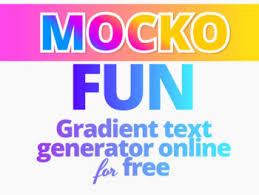 MOCKO
FUN
Gradient text
generator online
for free